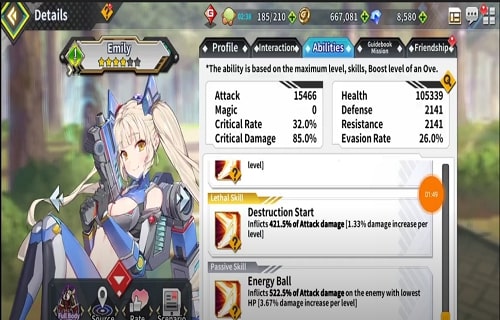 Details
02:38
185/210
667,081
8,580
Emily
Profile
Interaction
Abilities
Guidebook
Mission
Friendship
*The ability is based on the maximum level, skills, Boost level of an Ove.
Attack 15466
Magic 0
Critical Rate 32.0%
Critical Damage 85.0%
Health 105339
Defense 2141
Resistance 2141
Evasion Rate 26.0%
level]
Lethal Skill
Destruction Start
Inflicts 421.5% of Attack damage [1.33% damage increase per
level]
01:49
Passive Skill
Energy Ball
Inflicts 522.5% of Attack damage on the enemy with lowest
HP [3.67% damage increase per level]
Full Body
Source
Rate
Scenario